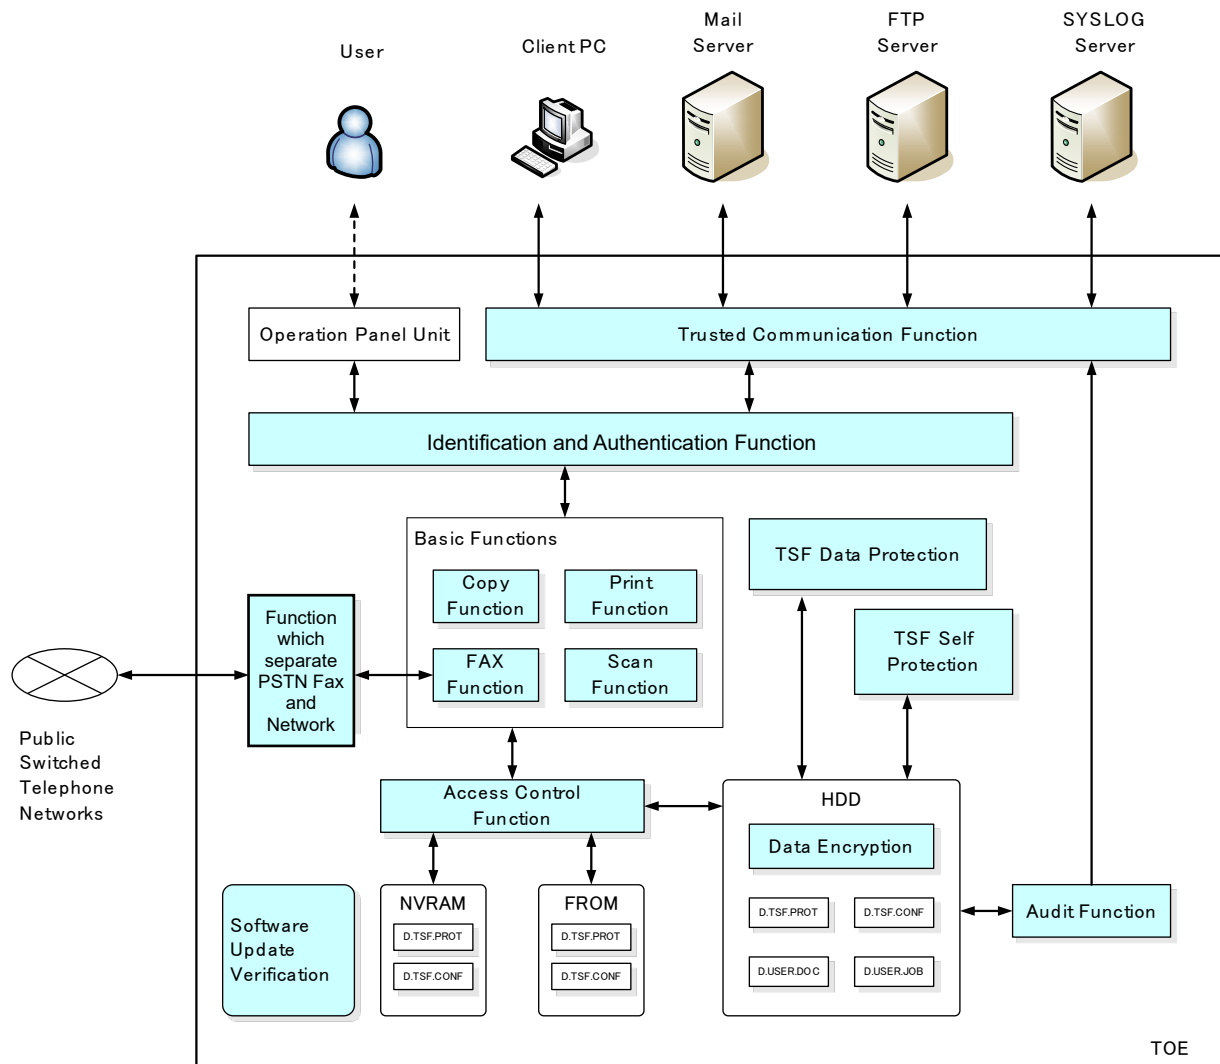 User
Client PC
Mail
Server
FTP
Server
SYSLOG
Server
Operation Panel Unit
Trusted Communication Function
Identification and Authentication Function
Basic Functions
Copy
Function
Print
Function
FAX
Function
Scan
Function
TSF Data Protection
TSF Self
Protection
Function
which
separate
PSTN Fax
and
Network
Public
Switched
Telephone
Networks
Access Control
Function
HDD
Data Encryption
D.TSF.PROT
D.TSF.CONF
D.USER.DOC
D.USER.JOB
Audit Function
NVRAM
D.TSF.PROT
D.TSF.CONF
FROM
D.TSF.PROT
D.TSF.CONF
Software
Update
Verification
TOE